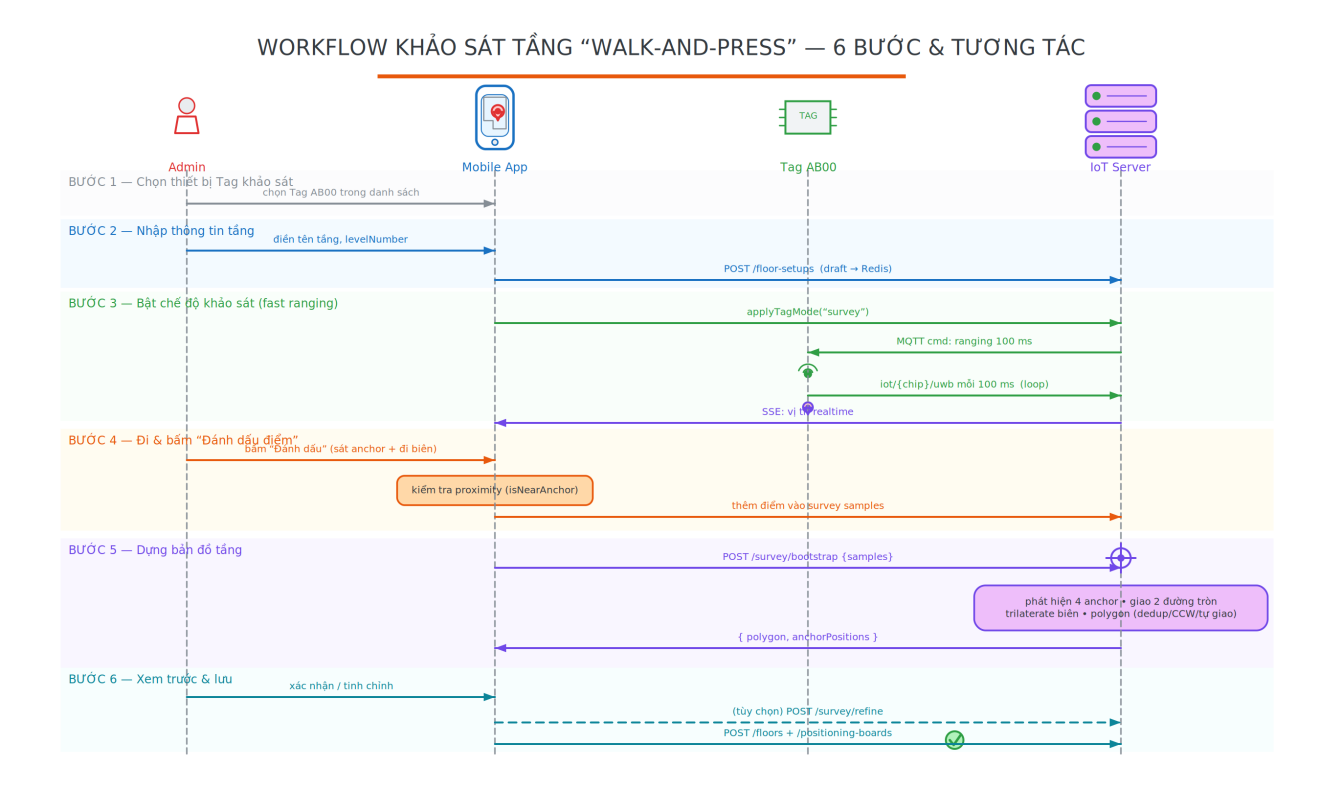 WORKFLOW KHẢO SÁT TẦNG “WALK-AND-PRESS” — 6 BƯỚC & TƯƠNG TÁC
TAG
Admin
Mobile App
Tag AB00
IoT Server
BƯỚC 1 — Chọn thiết bị Tag khảo sát
chọn Tag AB00 trong danh sách
BƯỚC 2 — Nhập thông tin tầng
điền tên tầng, levelNumber
POST /floor-setups (draft → Redis)
BƯỚC 3 — Bật chế độ khảo sát (fast ranging)
applyTagMode(“survey”)
MQTT cmd: ranging 100 ms
iot/{chip}/uwb mỗi 100 ms (loop)
SSE: vị trí realtime
BƯỚC 4 — Đi & bấm “Đánh dấu điểm”
bấm “Đánh dấu” (sát anchor + đi biên)
kiểm tra proximity (isNearAnchor)
thêm điểm vào survey samples
BƯỚC 5 — Dựng bản đồ tầng
POST /survey/bootstrap {samples}
phát hiện 4 anchor • giao 2 đường tròn
trilaterate biên • polygon (dedup/CCW/tự giao)
{ polygon, anchorPositions }
BƯỚC 6 — Xem trước & lưu
xác nhận / tinh chỉnh
(tùy chọn) POST /survey/refine
POST /floors + /positioning-boards